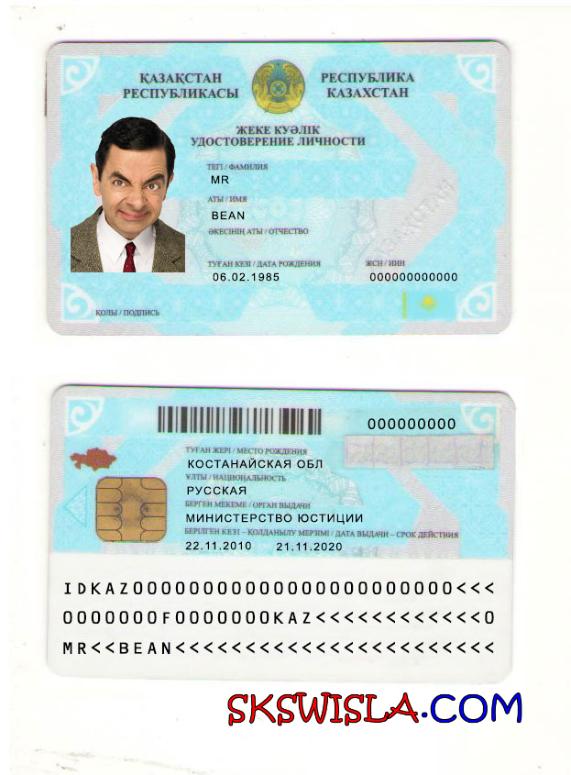 ҚАЗАҚСТАН РЕСПУБЛИКА
РЕСПУБЛИКАСЫ КАЗАХСТАН
ЖЕКЕ КУӘЛІК
УДОСТОВЕРЕНИЕ ЛИЧНОСТИ
ТЕГІ / ФАМИЛИЯ
MR
АТЫ / ИМЯ
BEAN
ӘКЕСІНІҢ АТЫ / ОТЧЕСТВО
ТУҒАН КЕЗІ / ДАТА РОЖДЕНИЯ ЖСН / ИИН
06.02.1985 000000000000
ҚОЛЫ / ПОДПИСЬ
000000000
ТУҒАН ЖЕРІ / МЕСТО РОЖДЕНИЯ
КОСТАНАЙСКАЯ ОБЛ
ҰЛТЫ / НАЦИОНАЛЬНОСТЬ
РУССКАЯ
БЕРГЕН МЕКЕМЕ / ОРГАН ВЫДАЧИ
МИНИСТЕРСТВО ЮСТИЦИИ
БЕРІЛГЕН КЕЗІ – ҚОЛДАНЫЛУ МЕРЗІМІ / ДАТА ВЫДАЧИ – СРОК ДЕЙСТВИЯ
22.11.2010 21.11.2020
IDKAZ00000000000000000000000<<<
0000000F0000000KAZ<<<<<<<<<<<0
MR<<BEAN<<<<<<<<<<<<<<<<<<<<<<
SKSWISLA.COM